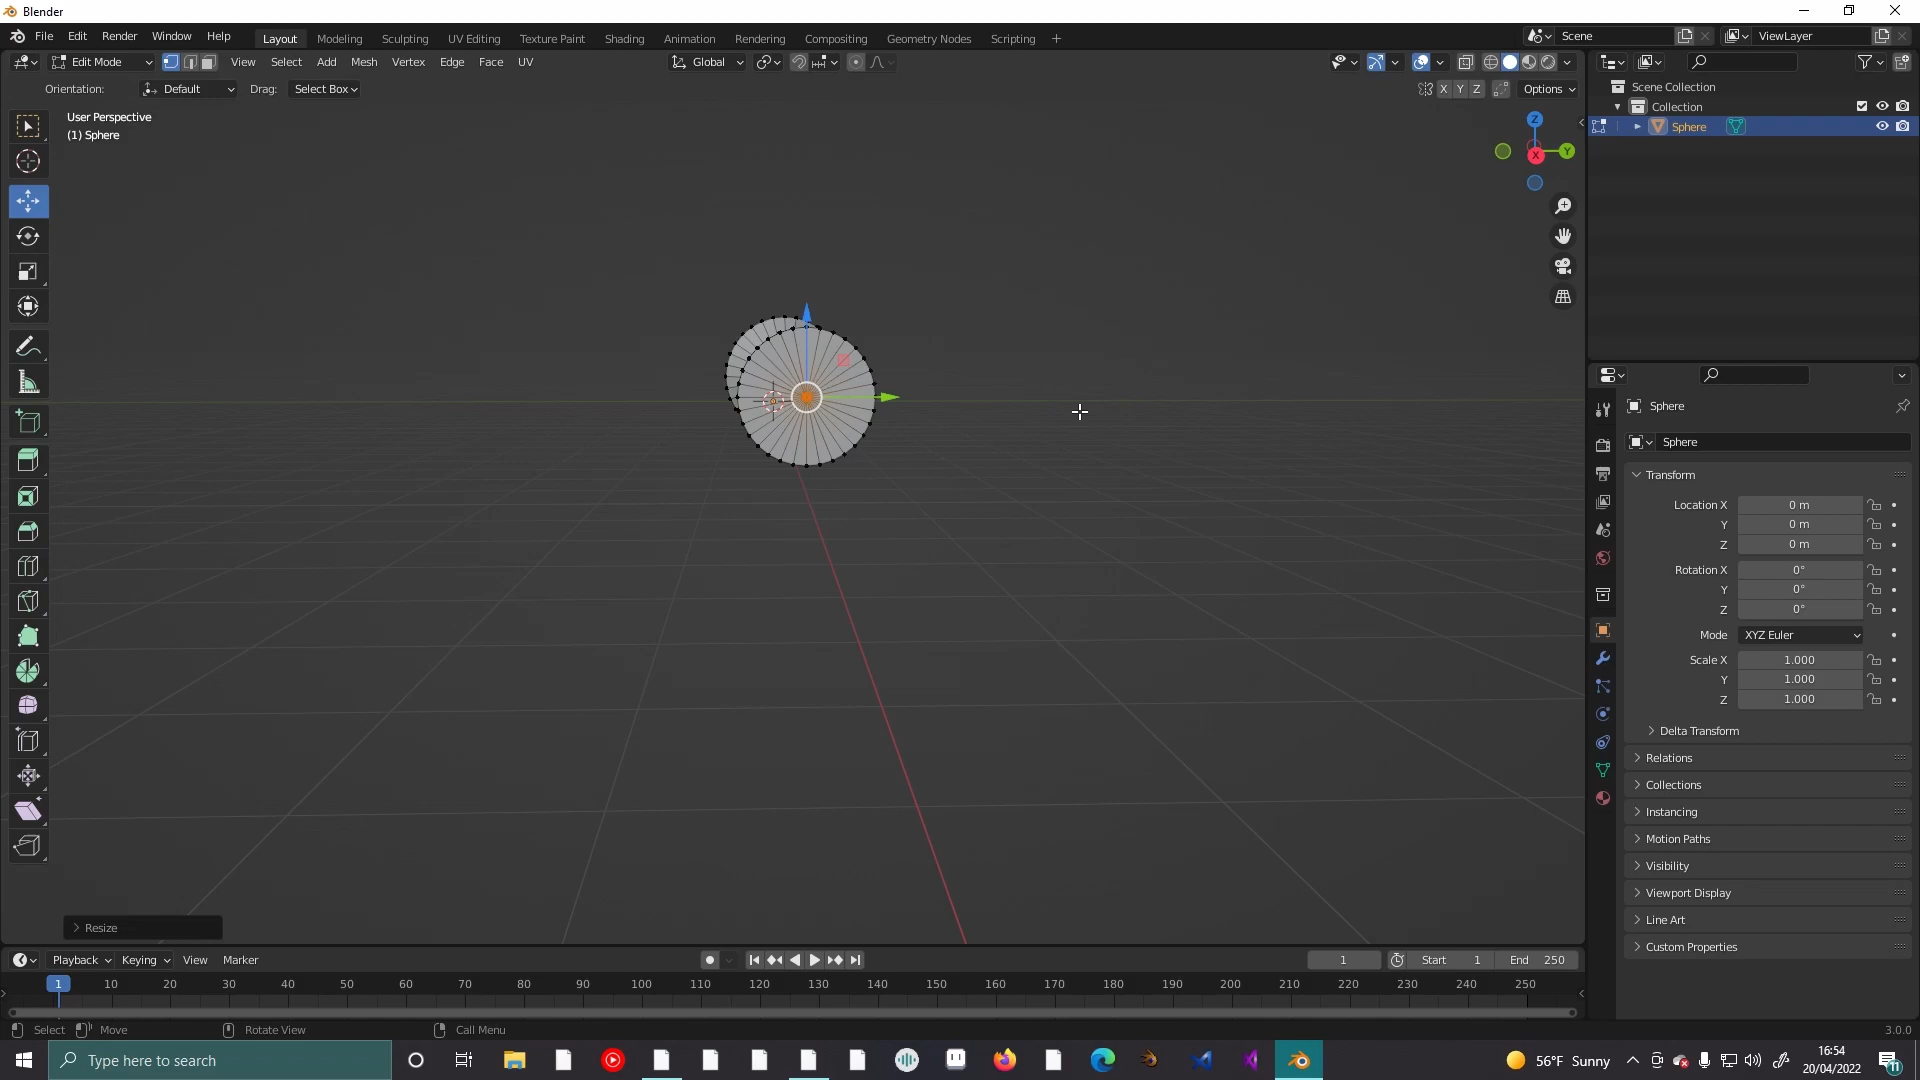 Blender
File Edit Render Window Help Layout Modeling Sculpting UV Editing Texture Paint Shading Animation Rendering Compositing Geometry Nodes Scripting + Scene ViewLayer
Edit Mode View Select Add Mesh Vertex Edge Face UV Global
Orientation: Default Drag: Select Box X Y Z Options
Scene Collection
Collection
Sphere
User Perspective
(1) Sphere
Z
Y
X
Sphere
Sphere
Transform
Location X 0 m
Y 0 m
Z 0 m
Rotation X 0°
Y 0°
Z 0°
Mode XYZ Euler
Scale X 1.000
Y 1.000
Z 1.000
Delta Transform
Relations
Collections
Instancing
Motion Paths
Visibility
Viewport Display
Line Art
Custom Properties
Resize
Playback Keying View Marker 1 Start 1 End 250
1 10 20 30 40 50 60 70 80 90 100 110 120 130 140 150 160 170 180 190 200 210 220 230 240 250
Select Move Rotate View Call Menu 3.0.0
Type here to search
56°F Sunny
16:54
20/04/2022
11